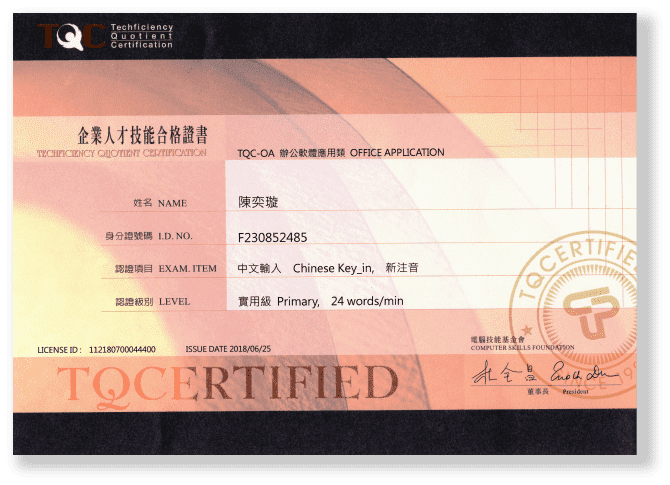 TQC Techficiency
Quotient
Certification
企業人才技能合格證書
TECHFICIENCY QUOTIENT CERTIFICATION
TQC-OA 辦公軟體應用類 OFFICE APPLICATION
姓名 NAME 陳奕璇
身分證號碼 I.D. NO. F230852485
認證項目 EXAM. ITEM 中文輸入 Chinese Key_in, 新注音
認證級別 LEVEL 實用級 Primary, 24 words/min
TQCERTIFIED
LICENSE ID： 112180700044400 ISSUE DATE 2018/06/25
電腦技能基金會
COMPUTER SKILLS FOUNDATION
TQCERTIFIED
董事長 President